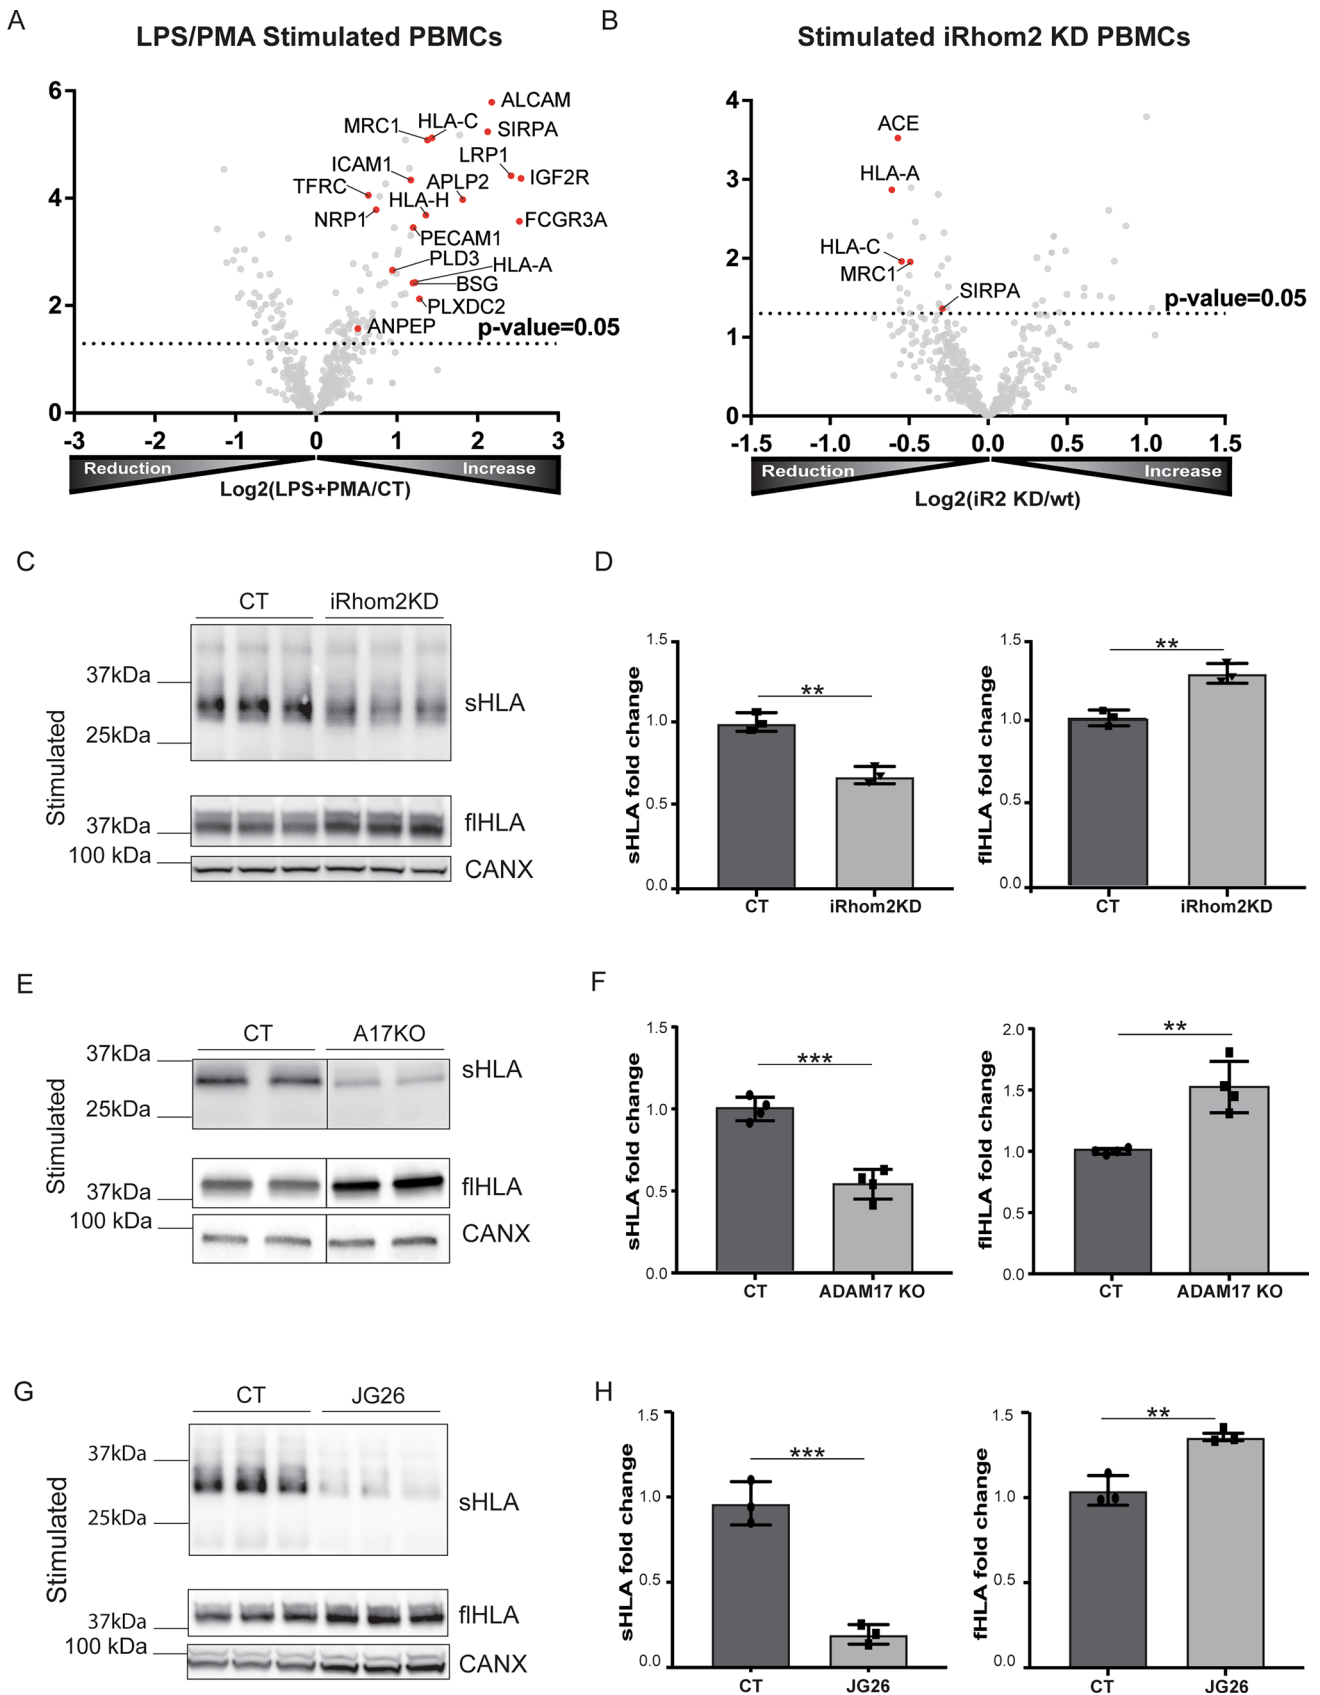 A
LPS/PMA Stimulated PBMCs
6
4
2
0
ALCAM
HLA-C
MRC1
SIRPA
LRP1
ICAM1
IGF2R
TFRC
APLP2
HLA-H
NRP1
FCGR3A
PECAM1
PLD3
HLA-A
BSG
PLXDC2
ANPEP
p-value=0.05
-3 -2 -1 0 1 2 3
Reduction
Increase
Log2(LPS+PMA/CT)
B
Stimulated iRhom2 KD PBMCs
4
3
2
1
0
ACE
HLA-A
HLA-C
MRC1
SIRPA
p-value=0.05
-1.5 -1.0 -0.5 0.0 0.5 1.0 1.5
Reduction
Increase
Log2(iR2 KD/wt)
C
CT iRhom2KD
Stimulated
37kDa
25kDa
sHLA
37kDa
flHLA
100 kDa
CANX
D
sHLA fold change
1.5
1.0
0.5
0.0
**
CT iRhom2KD
flHLA fold change
1.5
1.0
0.5
0.0
**
CT iRhom2KD
E
CT A17KO
Stimulated
37kDa
25kDa
sHLA
37kDa
flHLA
100 kDa
CANX
F
sHLA fold change
1.5
1.0
0.5
0.0
***
CT ADAM17 KO
flHLA fold change
2.0
1.5
1.0
0.5
0.0
**
CT ADAM17 KO
G
CT JG26
Stimulated
37kDa
25kDa
sHLA
37kDa
flHLA
100 kDa
CANX
H
sHLA fold change
1.5
1.0
0.5
0.0
***
CT JG26
fHLA fold change
1.5
1.0
0.5
0.0
**
CT JG26